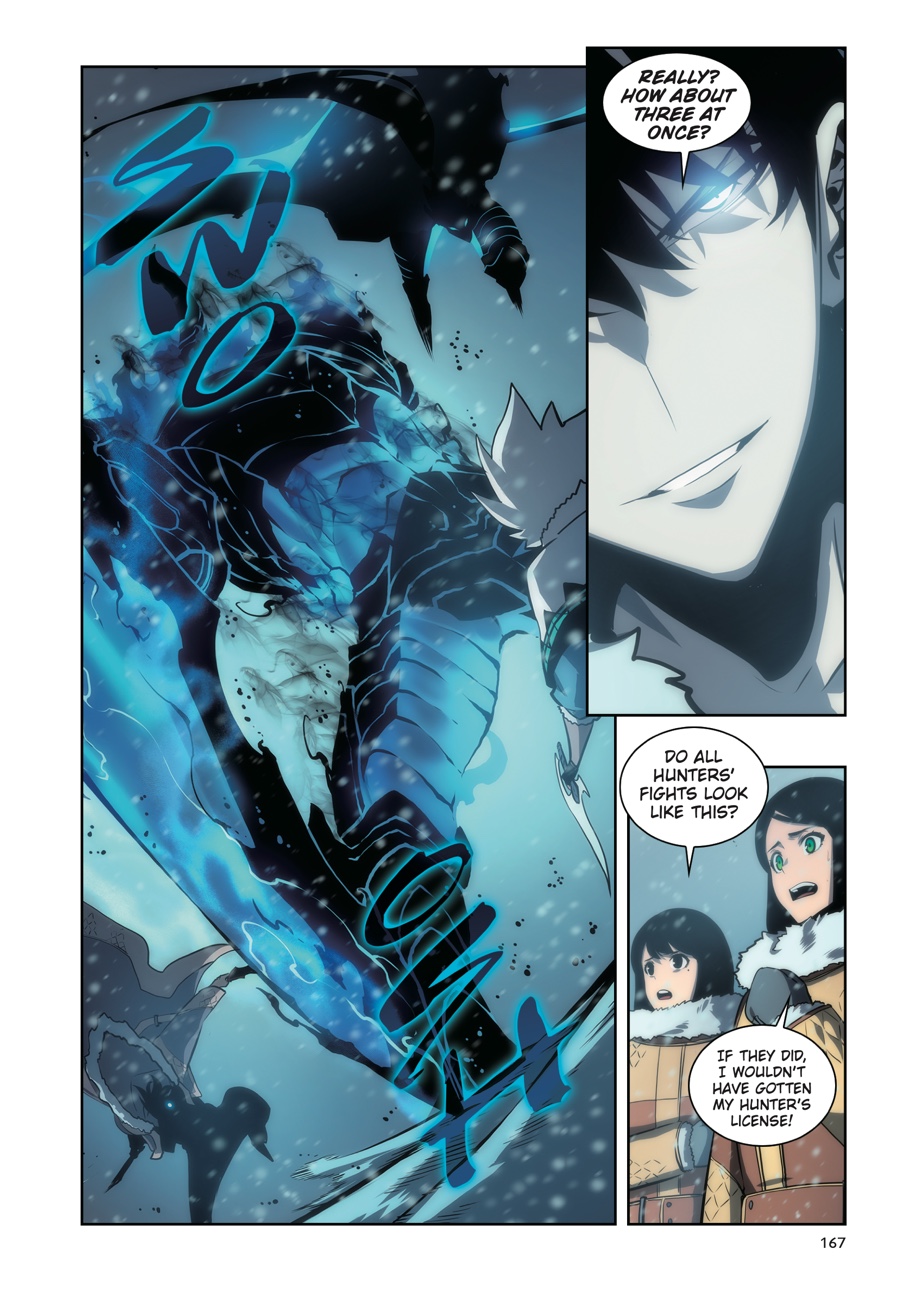 REALLY?
HOW ABOUT
THREE AT
ONCE?
SWOOOM
DO ALL
HUNTERS'
FIGHTS LOOK
LIKE THIS?
IF THEY DID,
I WOULDN'T
HAVE GOTTEN
MY HUNTER'S
LICENSE!
167